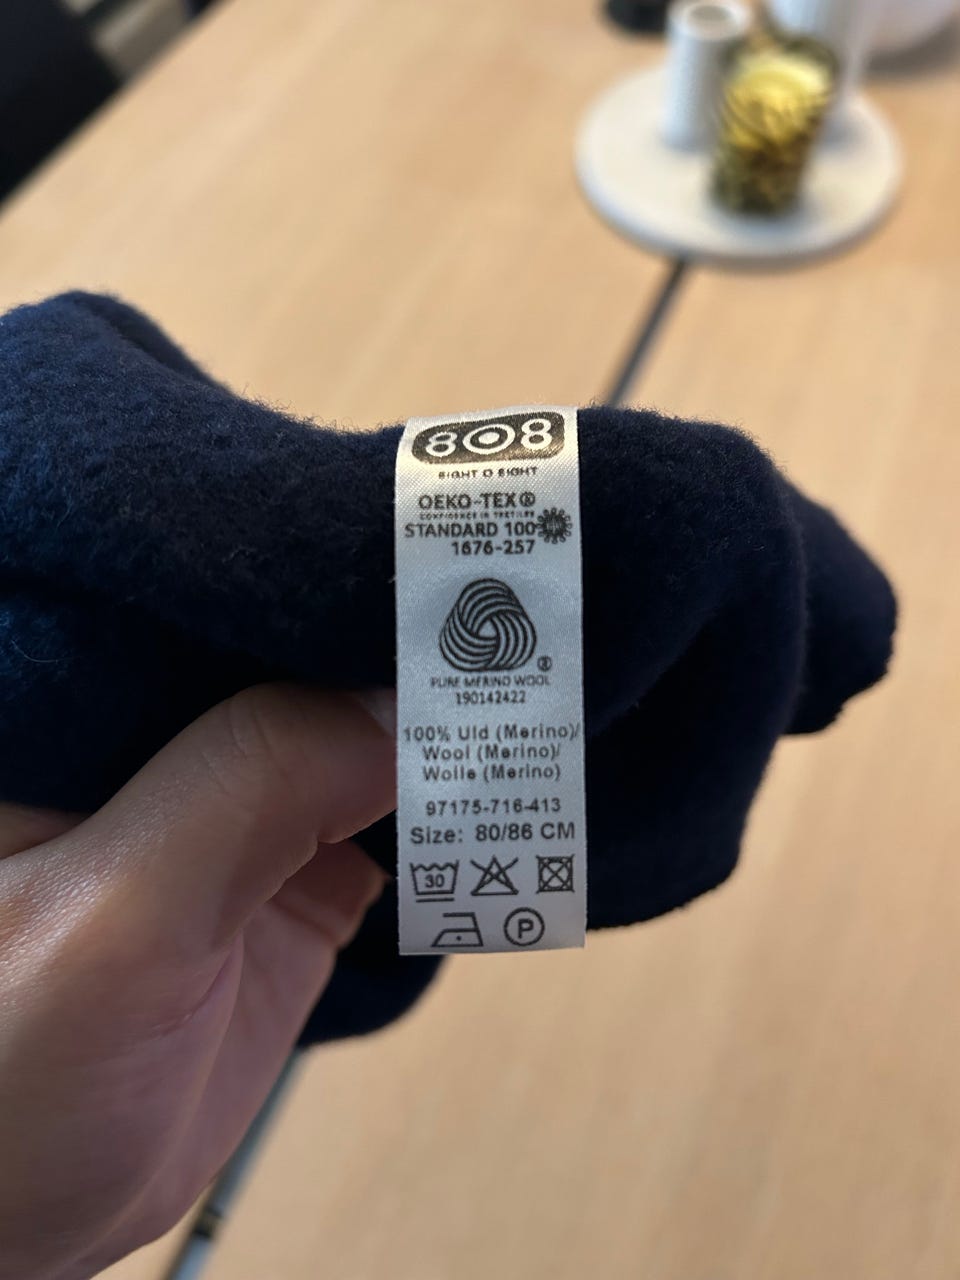 808
EIGHT O EIGHT
OEKO-TEX®
CONFIDENCE IN TEXTILES
STANDARD 100
1676-257
®
PURE MERINO WOOL
190142422
100% Uld (Merino)/
Wool (Merino)/
Wolle (Merino)
97175-716-413
Size: 80/86 CM
30
P